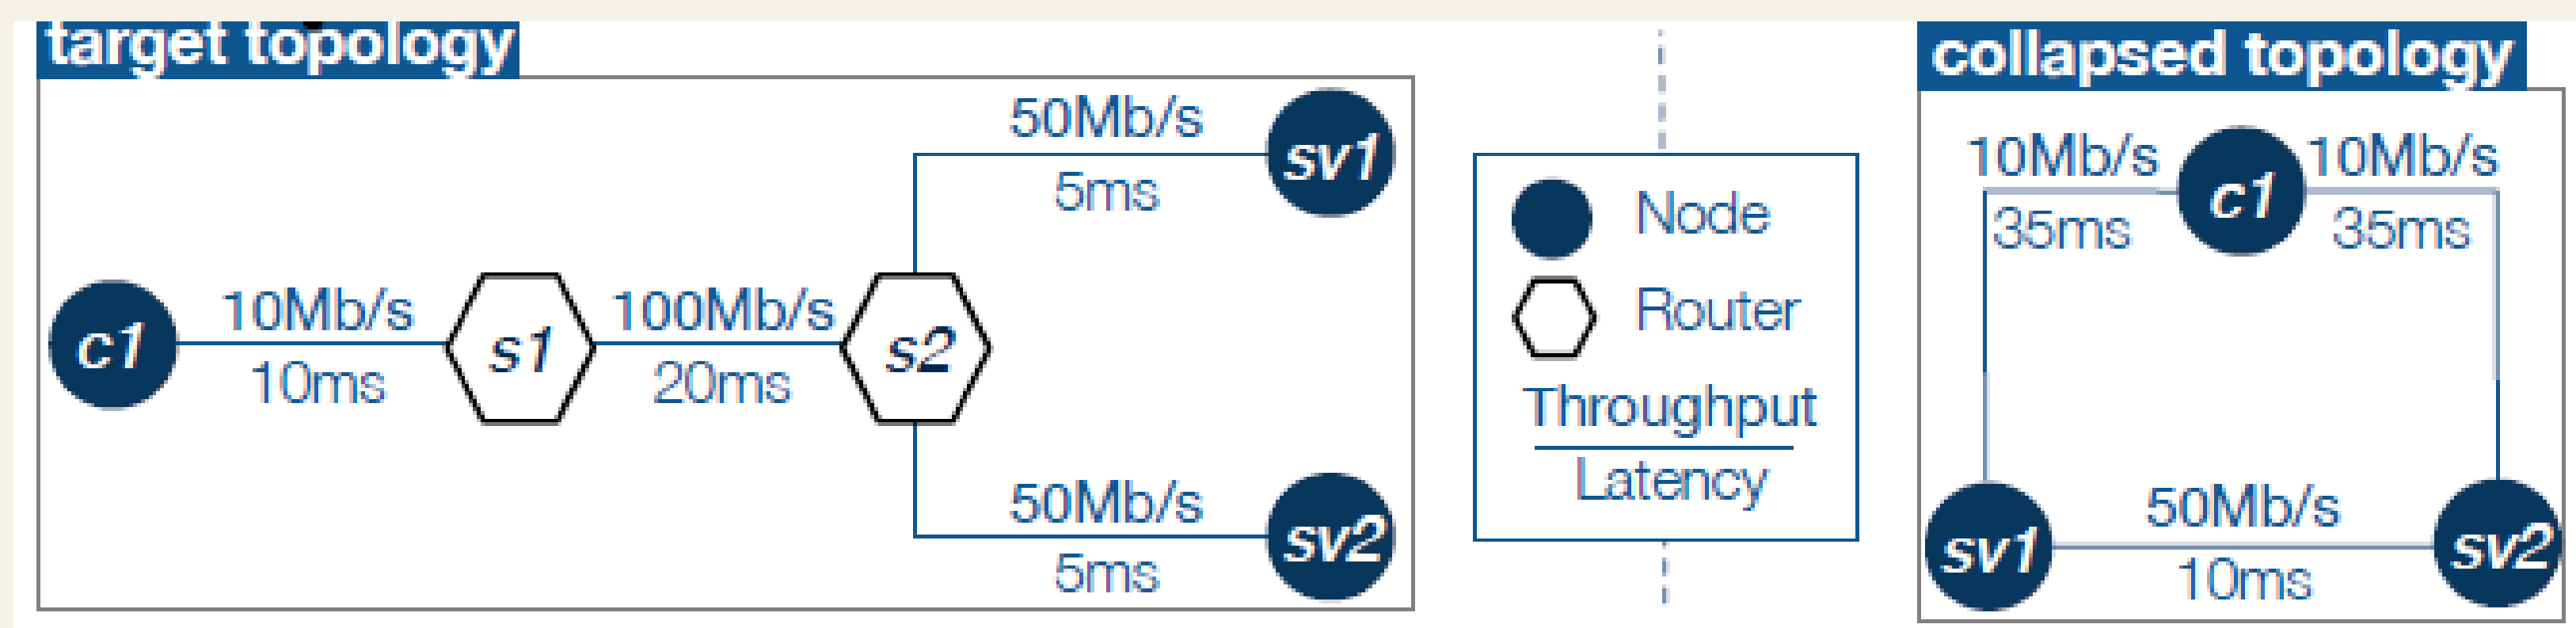 target topology
50Mb/s
sv1
5ms
10Mb/s
100Mb/s
c1
s1
s2
10ms
20ms
50Mb/s
sv2
5ms
Node
Router
Throughput
Latency
collapsed topology
10Mb/s
c1
10Mb/s
35ms
35ms
50Mb/s
sv1
sv2
10ms